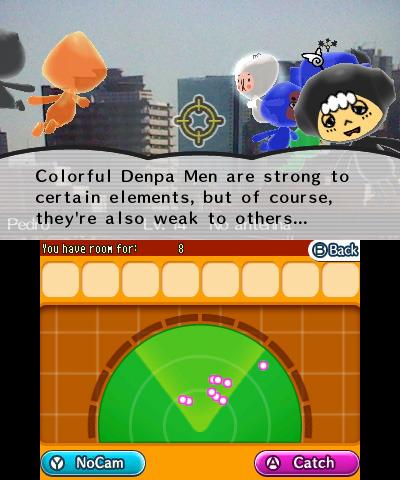 Colorful Denpa Men are strong to
certain elements, but of course,
they're also weak to others...
Pedro Lv. 14 No antenna
You have room for: 8
B Back
Y NoCam
A Catch